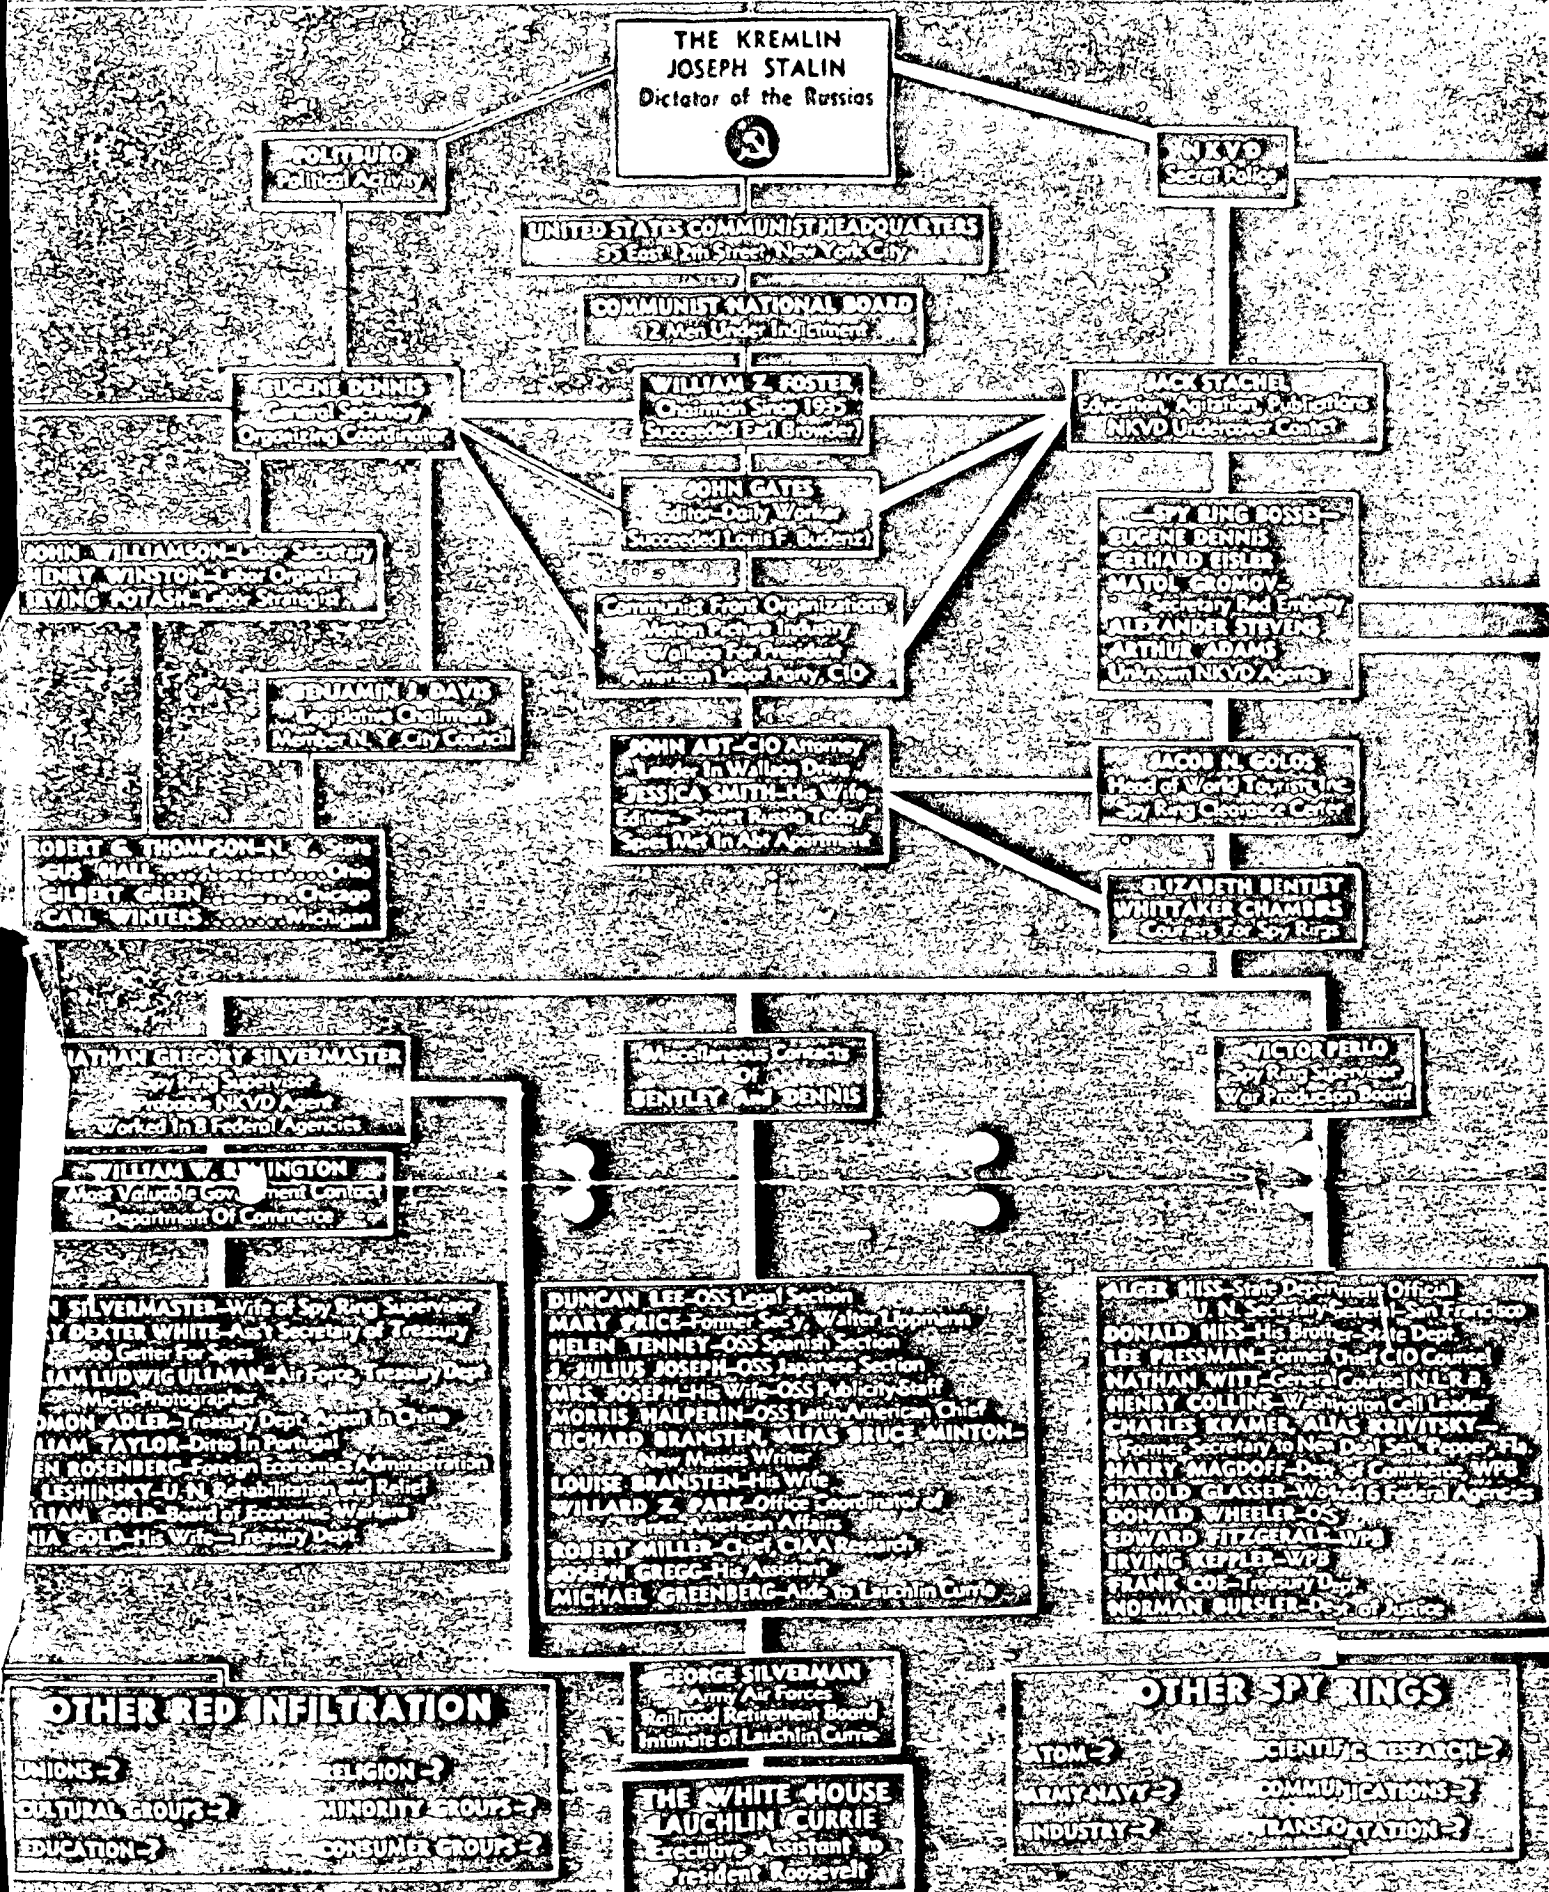 THE KREMLIN
JOSEPH STALIN
Dictator of the Russias
POLITBURO
Political Activity
NKVD
Secret Police
UNITED STATES COMMUNIST HEADQUARTERS
35 East 12th Street, New York City
COMMUNIST NATIONAL BOARD
12 Men Under Indictment
EUGENE DENNIS
General Secretary
Organizing Coordinator
WILLIAM Z. FOSTER
Chairman Since 1935
Succeeded Earl Browder)
JACK STACHEL
Education, Agitation, Publications
NKVD Undercover Contact
JOHN GATES
Editor—Daily Worker
Succeeded Louis F. Budenz)
—SPY RING BOSSES—
EUGENE DENNIS
GERHARD EISLER
MATOL GROMOV—
Secretary Red Embassy
ALEXANDER STEVENS
ARTHUR ADAMS
Unknown NKVD Agents
JOHN WILLIAMSON—Labor Secretary
HENRY WINSTON—Labor Organizer
IRVING POTASH—Labor Strategist
Communist Front Organizations
Motion Picture Industry
Wallace For President
American Labor Party, CIO
BENJAMIN J. DAVIS
Legislative Chairman
Member N. Y. City Council
JOHN ABT—CIO Attorney
Leader In Wallace Drive
JESSICA SMITH—His Wife
Editor—"Soviet Russia Today"
Spies Met In Abt Apartment
JACOB N. GOLOS
Head of World Tourists, Inc.
Spy Ring Clearance Center
OBERT G. THOMPSON—N. Y. State
GUS HALL ............... Ohio
GILBERT GREEN ........ Chicago
CARL WINTERS ....... Michigan
ELIZABETH BENTLEY
WHITTAKER CHAMBERS
Couriers For Spy Rings
NATHAN GREGORY SILVERMASTER
Spy Ring Supervisor
Probable NKVD Agent
Worked In 8 Federal Agencies
Miscellaneous Contacts
Of
BENTLEY And DENNIS
VICTOR PERLO
Spy Ring Supervisor
War Production Board
WILLIAM W. REMINGTON
Most Valuable Government Contact
Department Of Commerce
N SILVERMASTER—Wife of Spy Ring Supervisor
Y DEXTER WHITE—Ass't Secretary of Treasury
Job Getter For Spies
IAM LUDWIG ULLMAN—Air Force, Treasury Dept.
Micro-Photographer
OMON ADLER—Treasury Dept. Agent In China
LIAM TAYLOR—Ditto In Portugal
N ROSENBERG—Foreign Economics Administration
LESHINSKY—U. N. Rehabilitation and Relief
LLIAM GOLD—Board of Economic Welfare
NIA GOLD—His Wife—Treasury Dept.
DUNCAN LEE—OSS Legal Section
MARY PRICE—Former Sec'y. Walter Lippmann
HELEN TENNEY—OSS Spanish Section
J. JULIUS JOSEPH—OSS Japanese Section
MRS. JOSEPH—His Wife—OSS Publicity Staff
MORRIS HALPERIN—OSS Latin-American Chief
RICHARD BRANSTEN, ALIAS BRUCE MINTON—
New Masses Writer
LOUISE BRANSTEN—His Wife
WILLARD Z. PARK—Office Coordinator of
Inter-American Affairs
ROBERT MILLER—Chief CIAA Research
JOSEPH GREGG—His Assistant
MICHAEL GREENBERG—Aide To Lauchlin Currie
ALGER HISS—State Department Official
U. N. Secretary General—San Francisco
DONALD HISS—His Brother—State Dept.
LEE PRESSMAN—Former Chief CIO Counsel
NATHAN WITT—General Counsel N.L.R.B.
HENRY COLLINS—Washington Cell Leader
CHARLES KRAMER, ALIAS KRIVITSKY—
Former Secretary to New Deal Sen. Pepper, Fla.
HARRY MAGDOFF—Dept. of Commerce, WPB
HAROLD GLASSER—Worked 6 Federal Agencies
DONALD WHEELER—OSS
EDWARD FITZGERALD—WPB
IRVING KEPPLER—WPB
FRANK COE—Treasury Dept.
NORMAN BURSLER—Dept. of Justice
OTHER RED INFILTRATION
UNIONS—?
RELIGION—?
CULTURAL GROUPS—?
MINORITY GROUPS—?
EDUCATION—?
CONSUMER GROUPS—?
GEORGE SILVERMAN
Army Air Forces
Railroad Retirement Board
Intimate of Lauchlin Currie
THE WHITE HOUSE
LAUCHLIN CURRIE
Executive Assistant to
President Roosevelt
OTHER SPY RINGS
ATOM—?
SCIENTIFIC RESEARCH—?
ARMY-NAVY—?
COMMUNICATIONS—?
INDUSTRY—?
TRANSPORTATION—?